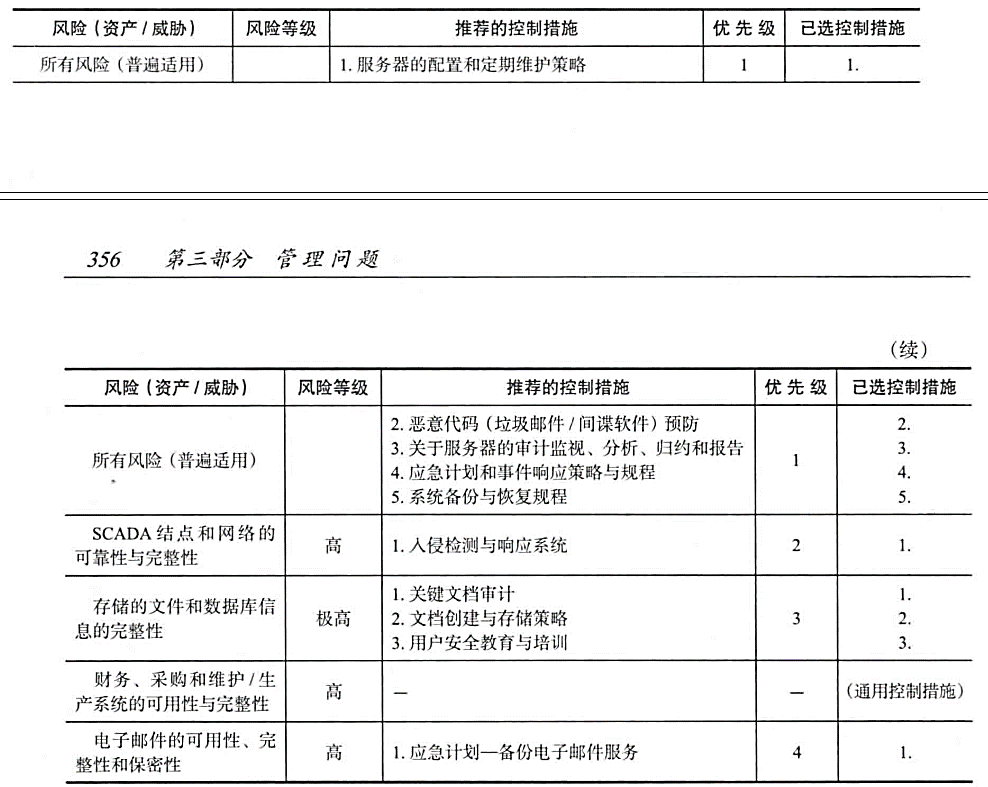 风险（资产 / 威胁） 风险等级 推荐的控制措施 优 先 级 已选控制措施
所有风险（普遍适用） 1. 服务器的配置和定期维护策略 1 1.
356 第三部分 管 理 问 题
（续）
风险（资产 / 威胁） 风险等级 推荐的控制措施 优 先 级 已选控制措施
所有风险（普遍适用）
2. 恶意代码（垃圾邮件 / 间谍软件）预防
3. 关于服务器的审计监视、分析、归约和报告
4. 应急计划和事件响应策略与规程
5. 系统备份与恢复规程
1
2.
3.
4.
5.
SCADA 结点和网络的
可靠性与完整性
高
1. 入侵检测与响应系统
2
1.
存储的文件和数据库信
息的完整性
极高
1. 关键文档审计
2. 文档创建与存储策略
3. 用户安全教育与培训
3
1.
2.
3.
财务、采购和维护 / 生
产系统的可用性与完整性
高
—
—
（通用控制措施）
电子邮件的可用性、完
整性和保密性
高
1. 应急计划—备份电子邮件服务
4
1.